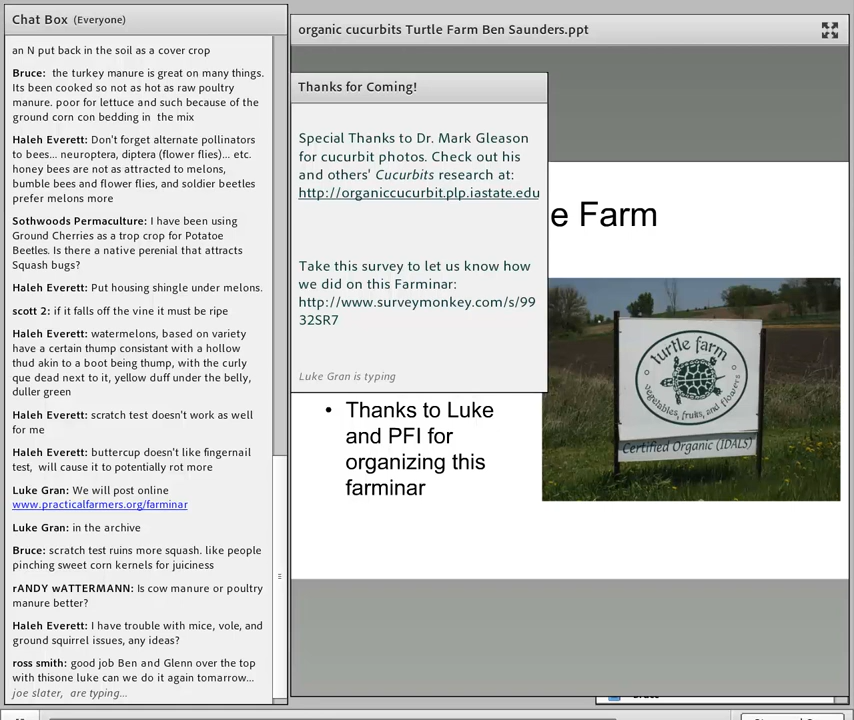 Chat Box (Everyone)
an N put back in the soil as a cover crop
Bruce: the turkey manure is great on many things.
Its been cooked so not as hot as raw poultry
manure. poor for lettuce and such because of the
ground corn con bedding in the mix
Haleh Everett: Don't forget alternate pollinators
to bees... neuroptera, diptera (flower flies)... etc.
honey bees are not as attracted to melons,
bumble bees and flower flies, and soldier beetles
prefer melons more
Sothwoods Permaculture: I have been using
Ground Cherries as a trop crop for Potatoe
Beetles. Is there a native perenial that attracts
Squash bugs?
Haleh Everett: Put housing shingle under melons.
scott 2: if it falls off the vine it must be ripe
Haleh Everett: watermelons, based on variety
have a certain thump consistant with a hollow
thud akin to a boot being thump, with the curly
que dead next to it, yellow duff under the belly,
duller green
Haleh Everett: scratch test doesn't work as well
for me
Haleh Everett: buttercup doesn't like fingernail
test, will cause it to potentially rot more
Luke Gran: We will post online
www.practicalfarmers.org/farminar
Luke Gran: in the archive
Bruce: scratch test ruins more squash. like people
pinching sweet corn kernels for juiciness
rANDY wATTERMANN: Is cow manure or poultry
manure better?
Haleh Everett: I have trouble with mice, vole, and
ground squirrel issues, any ideas?
ross smith: good job Ben and Glenn over the top
with thisone luke can we do it again tomarrow...
joe slater, are typing...
organic cucurbits Turtle Farm Ben Saunders.ppt
Thanks for Coming!
Special Thanks to Dr. Mark Gleason
for cucurbit photos. Check out his
and others' Cucurbits research at:
http://organiccucurbit.plp.iastate.edu
Take this survey to let us know how
we did on this Farminar:
http://www.surveymonkey.com/s/99
32SR7
Luke Gran is typing
e Farm
• Thanks to Luke
and PFI for
organizing this
farminar
turtle farm
vegetables, fruits, and flowers
Certified Organic (IDALS)